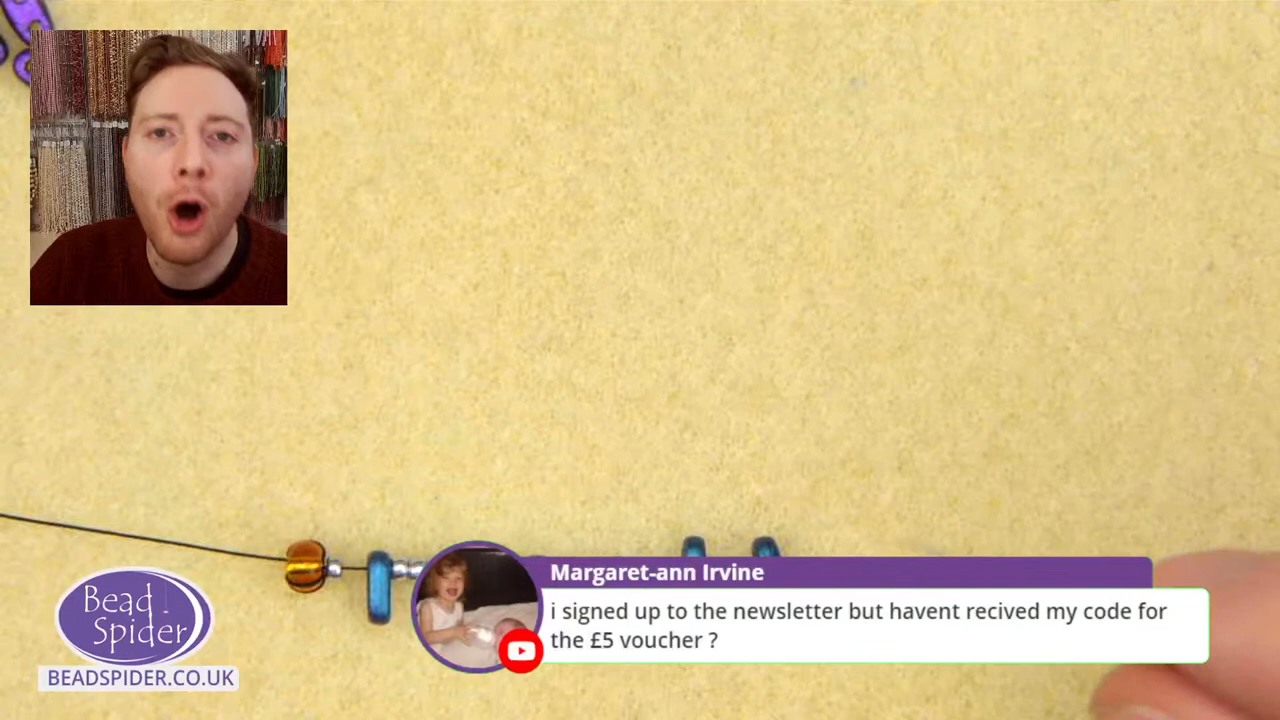 Margaret-ann Irvine
i signed up to the newsletter but havent recived my code for
the £5 voucher ?
Bead
Spider
BEADSPIDER.CO.UK